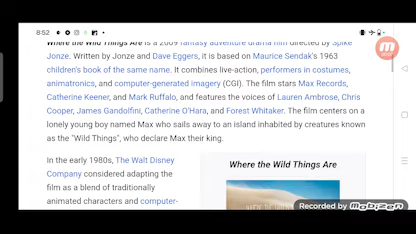 8:52
Where the Wild Things Are is a 2009 fantasy adventure drama film directed by Spike
Jonze. Written by Jonze and Dave Eggers, it is based on Maurice Sendak's 1963
children's book of the same name. It combines live-action, performers in costumes,
animatronics, and computer-generated imagery (CGI). The film stars Max Records,
Catherine Keener, and Mark Ruffalo, and features the voices of Lauren Ambrose, Chris
Cooper, James Gandolfini, Catherine O'Hara, and Forest Whitaker. The film centers on a
lonely young boy named Max who sails away to an island inhabited by creatures known
as the "Wild Things", who declare Max their king.
In the early 1980s, The Walt Disney
Company considered adapting the
film as a blend of traditionally
animated characters and computer-
Where the Wild Things Are
Recorded by Mobizen